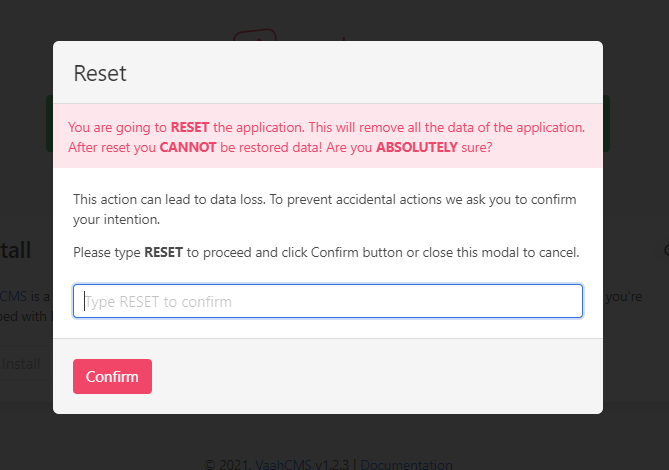 Reset
You are going to RESET the application. This will remove all the data of the application.
After reset you CANNOT be restored data! Are you ABSOLUTELY sure?
This action can lead to data loss. To prevent accidental actions we ask you to confirm
your intention.
Please type RESET to proceed and click Confirm button or close this modal to cancel.
tall
CMS is a
you're
ped with
Type RESET to confirm
Install
Confirm
© 2021. VaahCMS v1.2.3 | Documentation